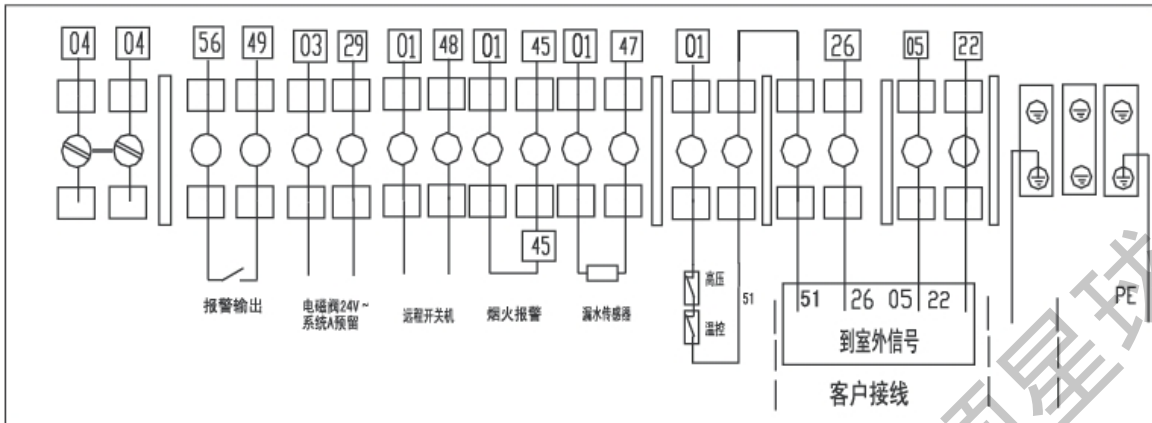 04 04 56 49 03 29 01 48 01 45 01 47 01 26 05 22
45
报警输出
电磁阀24V~
系统A预留
远程开关机
烟火报警
漏水传感器
高压
温控
51
51 26 05 22
到室外信号
客户接线
PE
星球